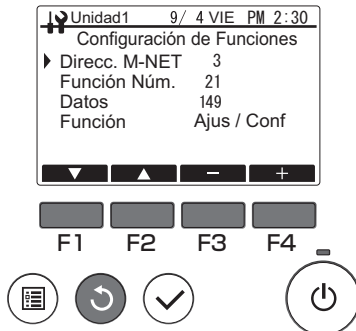 Unidad1 9/ 4 VIE PM 2:30
Configuración de Funciones
Direcc. M-NET 3
Función Núm. 21
Datos 149
Función Ajus / Conf
F1 F2 F3 F4